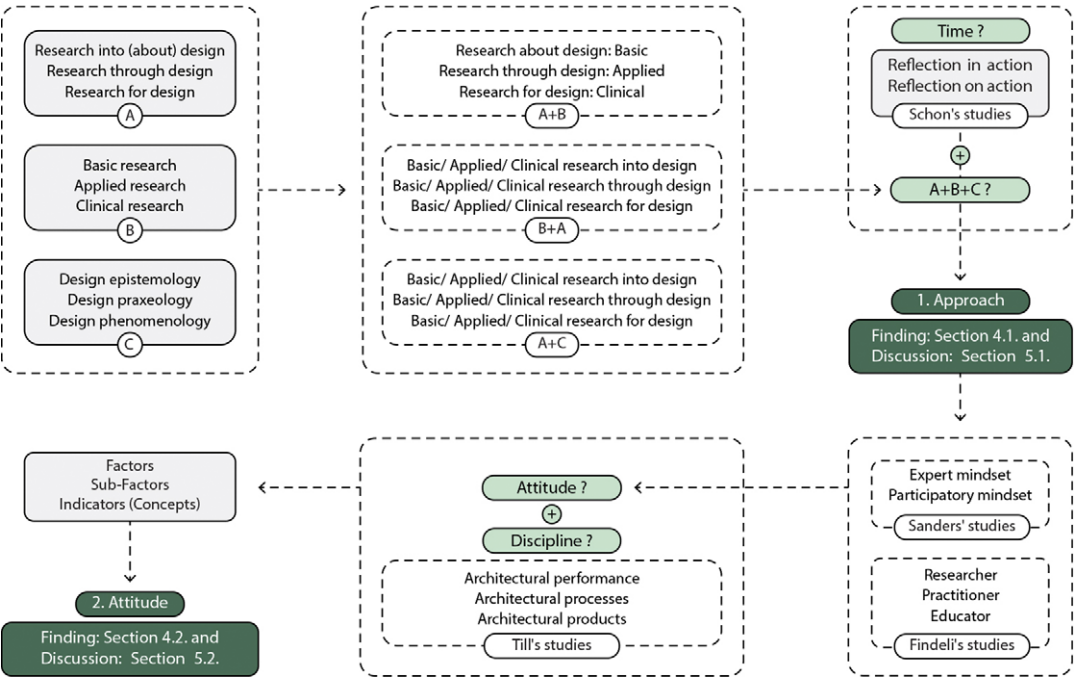 Research into (about) design
Research through design
Research for design
A
Basic research
Applied research
Clinical research
B
Design epistemology
Design praxeology
Design phenomenology
C
Research about design: Basic
Research through design: Applied
Research for design: Clinical
A+B
Basic/ Applied/ Clinical research into design
Basic/ Applied/ Clinical research through design
Basic/ Applied/ Clinical research for design
B+A
Basic/ Applied/ Clinical research into design
Basic/ Applied/ Clinical research through design
Basic/ Applied/ Clinical research for design
A+C
Time ?
Reflection in action
Reflection on action
Schon's studies
+
A+B+C ?
1. Approach
Finding: Section 4.1. and
Discussion: Section 5.1.
Expert mindset
Participatory mindset
Sanders' studies
Researcher
Practitioner
Educator
Findeli's studies
Attitude ?
+
Discipline ?
Architectural performance
Architectural processes
Architectural products
Till's studies
Factors
Sub-Factors
Indicators (Concepts)
2. Attitude
Finding: Section 4.2. and
Discussion: Section 5.2.